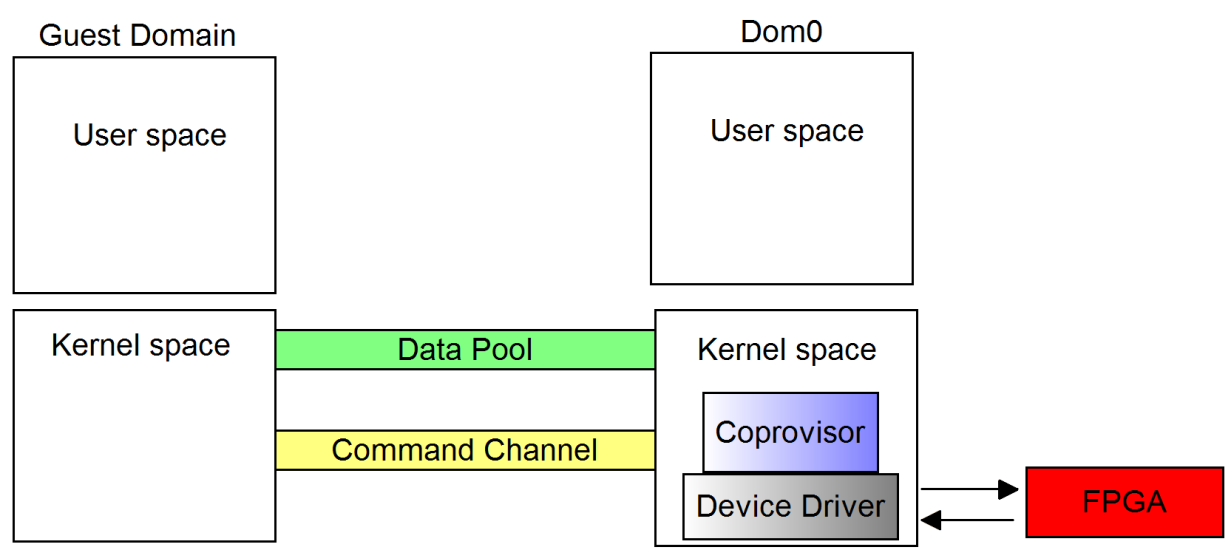 Guest Domain
Dom0
User space
User space
Kernel space
Data Pool
Kernel space
Coprovisor
Command Channel
Device Driver
FPGA